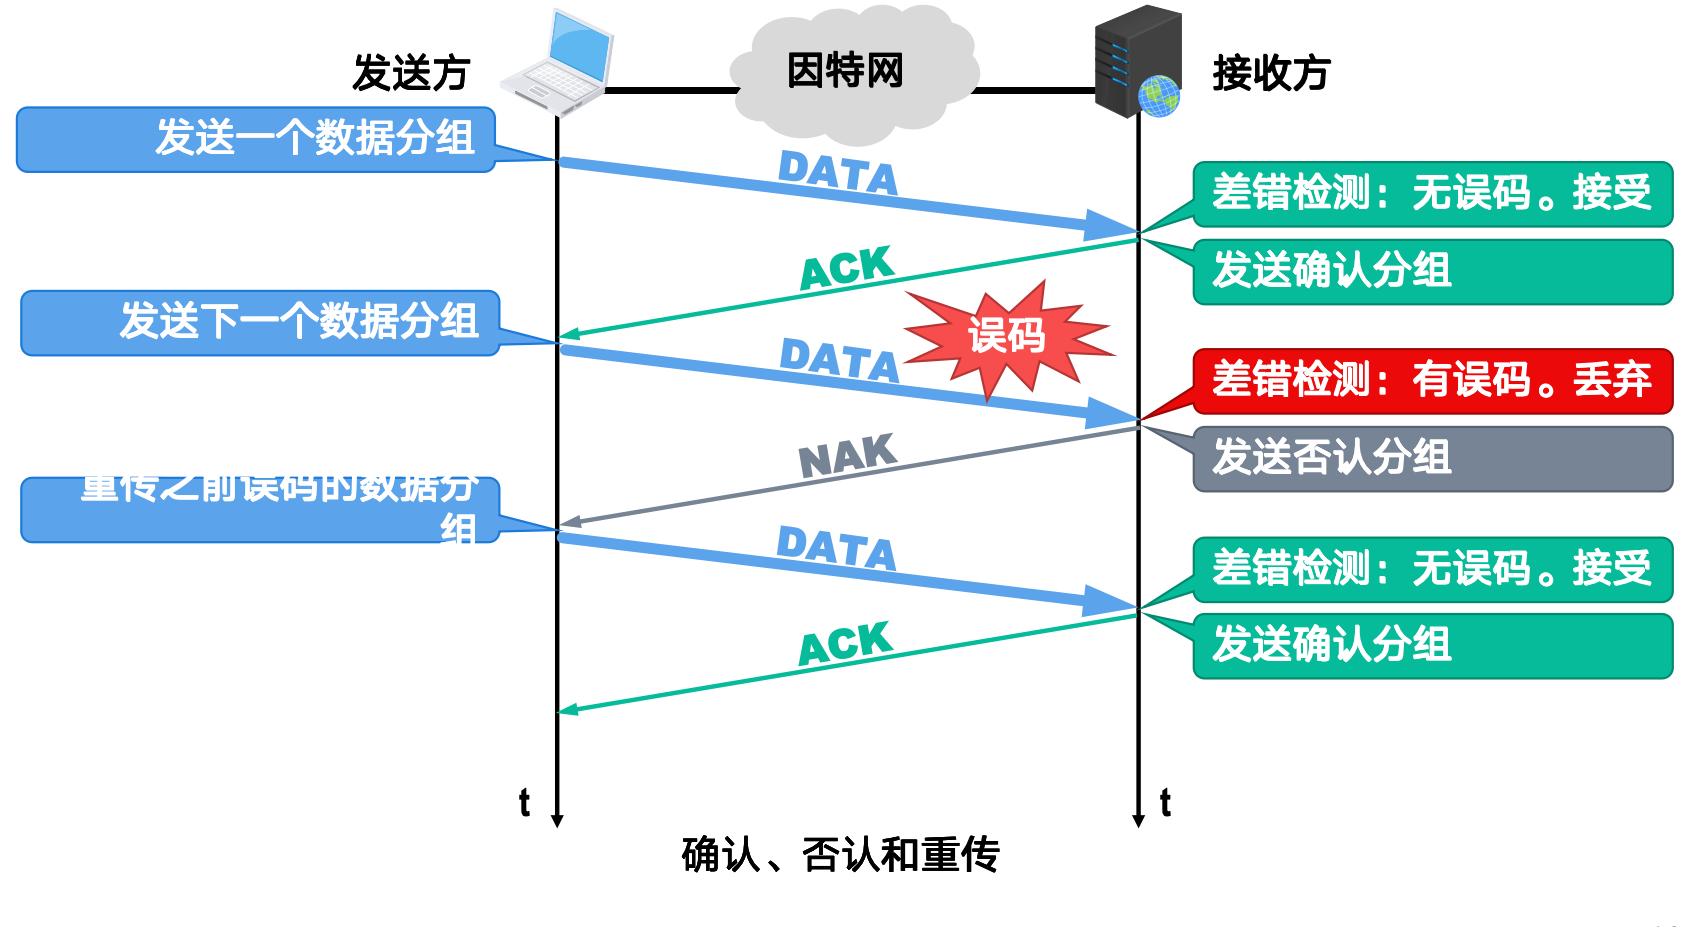 发送方
因特网
接收方
发送一个数据分组
DATA
差错检测：无误码。接受
ACK
发送确认分组
发送下一个数据分组
误码
DATA
差错检测：有误码。丢弃
NAK
发送否认分组
重传之前误码的数据分
组
DATA
差错检测：无误码。接受
ACK
发送确认分组
t
t
确认、否认和重传